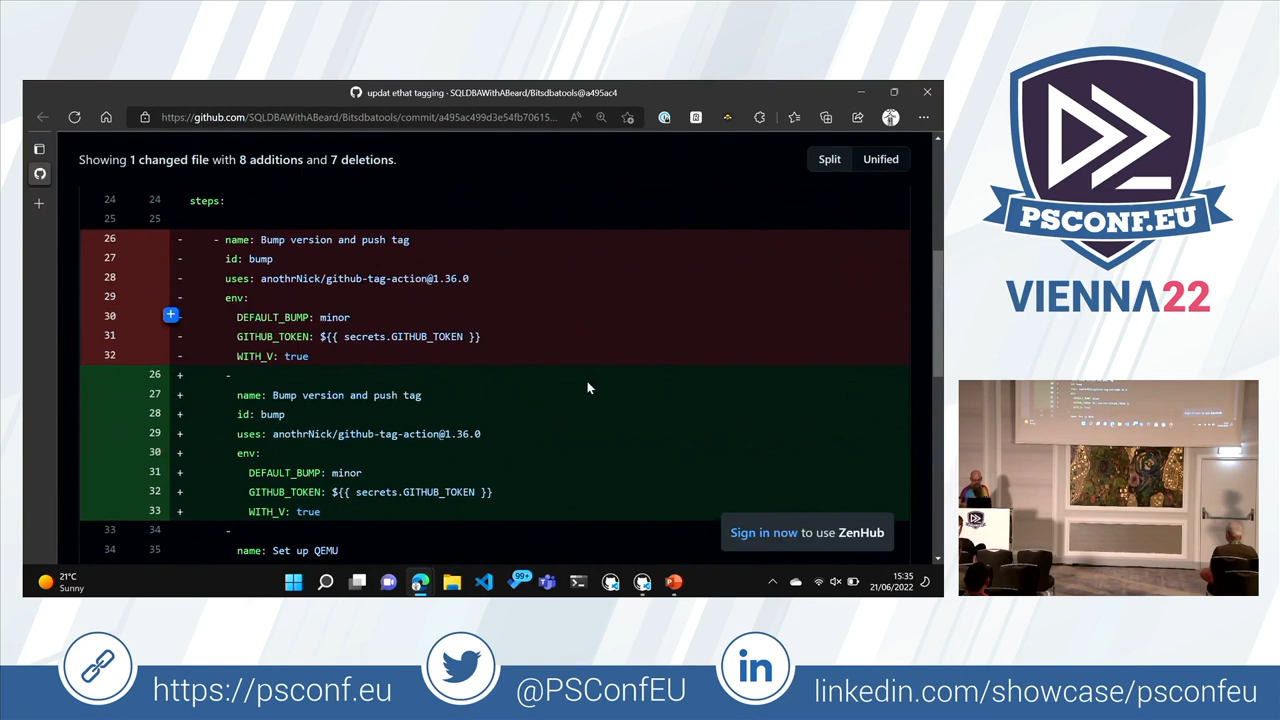 updat ethat tagging - SQLDBAWithABeard/Bitsdbatools@a495ac4
https://github.com/SQLDBAWithABeard/Bitsdbatools/commit/a495ac499d3e54fb70615...
Showing 1 changed file with 8 additions and 7 deletions.
Split Unified
24 24 steps:
25 25
26 - - name: Bump version and push tag
27 - id: bump
28 - uses: anothrNick/github-tag-action@1.36.0
29 - env:
30 - DEFAULT_BUMP: minor
31 - GITHUB_TOKEN: ${{ secrets.GITHUB_TOKEN }}
32 - WITH_V: true
26 + -
27 + name: Bump version and push tag
28 + id: bump
29 + uses: anothrNick/github-tag-action@1.36.0
30 + env:
31 + DEFAULT_BUMP: minor
32 + GITHUB_TOKEN: ${{ secrets.GITHUB_TOKEN }}
33 + WITH_V: true
33 34 -
34 35 name: Set up QEMU
Sign in now to use ZenHub
21°C
Sunny
99+
15:35
21/06/2022
PSCONF.EU
VIENNA22
https://psconf.eu
@PSConfEU
linkedin.com/showcase/psconfeu